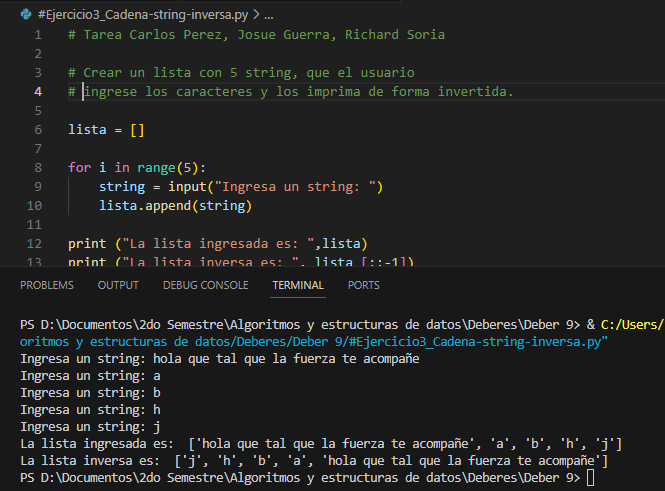 #Ejercicio3_Cadena-string-inversa.py > ...
1 # Tarea Carlos Perez, Josue Guerra, Richard Soria
2
3 # Crear un lista con 5 string, que el usuario
4 # ingrese los caracteres y los imprima de forma invertida.
5
6 lista = []
7
8 for i in range(5):
9 string = input("Ingresa un string: ")
10 lista.append(string)
11
12 print ("La lista ingresada es: ",lista)
13 print ("La lista inversa es: ", lista [::-1])
PROBLEMS OUTPUT DEBUG CONSOLE TERMINAL PORTS
PS D:\Documentos\2do Semestre\Algoritmos y estructuras de datos\Deberes\Deber 9> & C:/Users/
oritmos y estructuras de datos/Deberes/Deber 9/#Ejercicio3_Cadena-string-inversa.py"
Ingresa un string: hola que tal que la fuerza te acompañe
Ingresa un string: a
Ingresa un string: b
Ingresa un string: h
Ingresa un string: j
La lista ingresada es:  ['hola que tal que la fuerza te acompañe', 'a', 'b', 'h', 'j']
La lista inversa es:  ['j', 'h', 'b', 'a', 'hola que tal que la fuerza te acompañe']
PS D:\Documentos\2do Semestre\Algoritmos y estructuras de datos\Deberes\Deber 9>